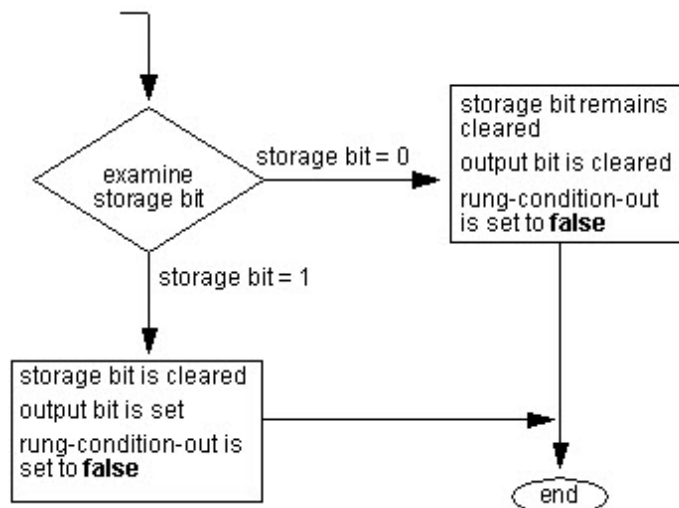 examine
storage bit
storage bit = 0
storage bit remains
cleared
output bit is cleared
rung-condition-out
is set to false
storage bit = 1
storage bit is cleared
output bit is set
rung-condition-out is
set to false
end